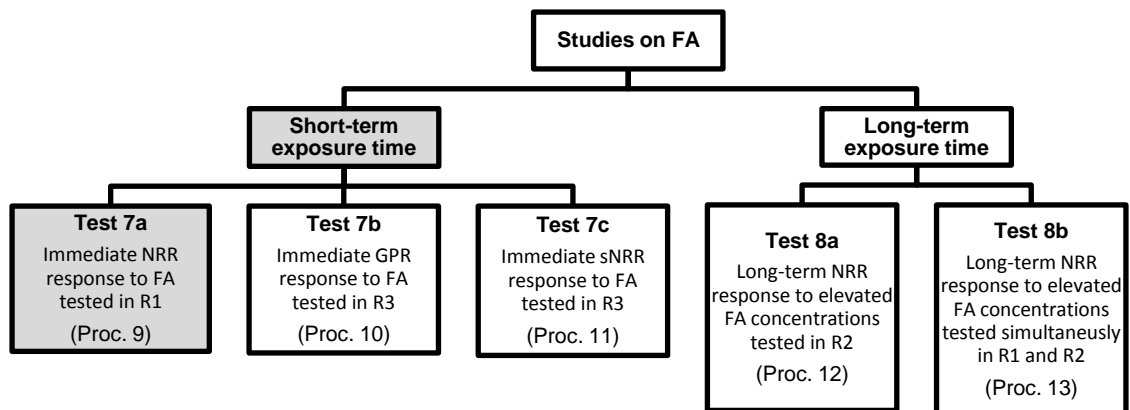 Studies on FA
Short-term
exposure time
Long-term
exposure time
Test 7a
Immediate NRR
response to FA
tested in R1
(Proc. 9)
Test 7b
Immediate GPR
response to FA
tested in R3
(Proc. 10)
Test 7c
Immediate sNRR
response to FA
tested in R3
(Proc. 11)
Test 8a
Long-term NRR
response to elevated
FA concentrations
tested in R2
(Proc. 12)
Test 8b
Long-term NRR
response to elevated
FA concentrations
tested simultaneusly
in R1 and R2
(Proc. 13)